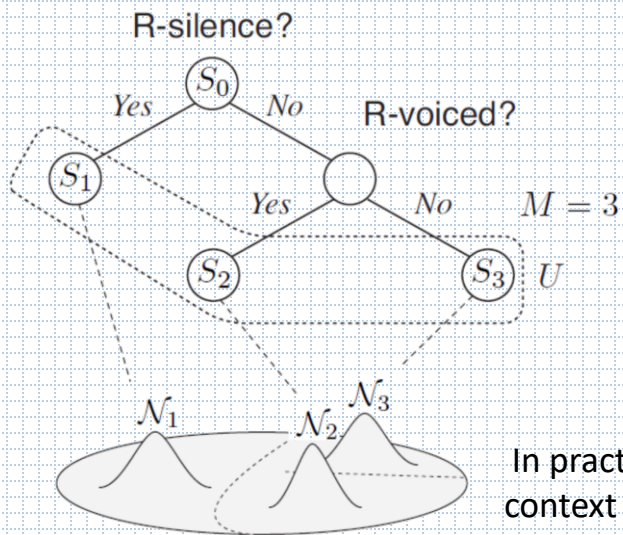 R-silence?
S₀
Yes No
R-voiced?
S₁
Yes No M = 3
S₂ S₃ U
𝒩₁ 𝒩₂ 𝒩₃
In pract
context